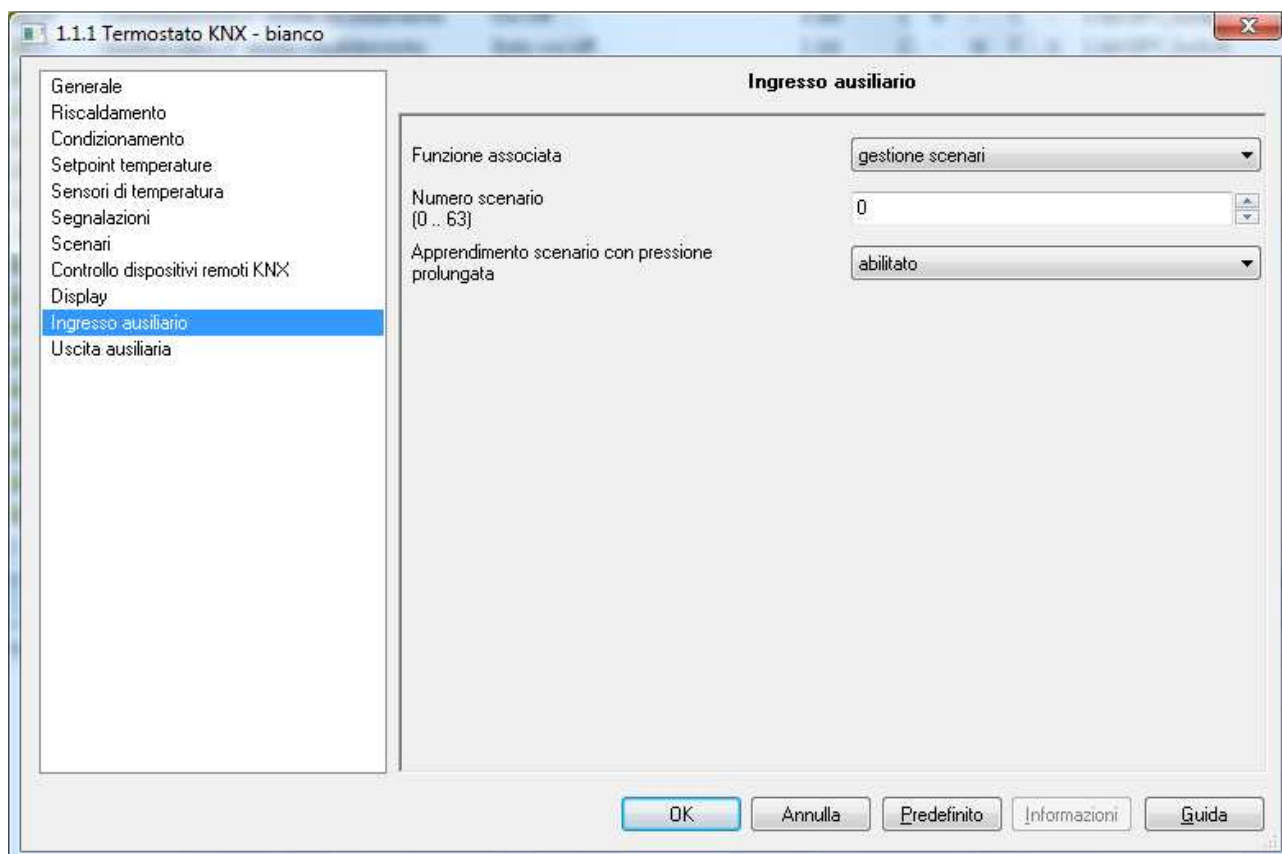 1.1.1 Termostato KNX - bianco
Generale
Riscaldamento
Condizionamento
Setpoint temperature
Sensori di temperatura
Segnalazioni
Scenari
Controllo dispositivi remoti KNX
Display
Ingresso ausiliario
Uscita ausiliaria
Ingresso ausiliario
Funzione associata
gestione scenari
Numero scenario
(0 .. 63)
0
Apprendimento scenario con pressione
prolungata
abilitato
OK
Annulla
Predefinito
Informazioni
Guida